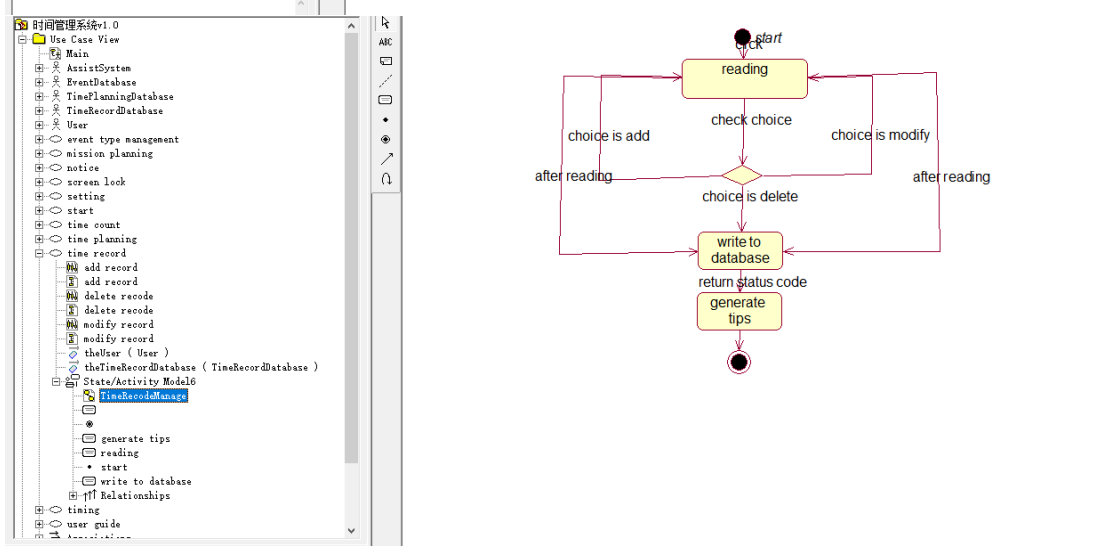 时间管理系统v1.0
Use Case View
Main
AssistSystem
EventDatabase
TimePlanningDatabase
TimeRecordDatabase
User
event type management
mission planning
notice
screen lock
setting
start
time count
time planning
time record
add record
add record
delete recode
delete recode
modify record
modify record
theUser ( User )
theTimeRecordDatabase ( TimeRecordDatabase )
State/Activity Model6
TimeRecodeManage
generate tips
reading
start
write to database
Relationships
timing
user guide
ABC
start
click
reading
check choice
choice is add
choice is modify
after reading
after reading
choice is delete
write to
database
return status code
generate
tips